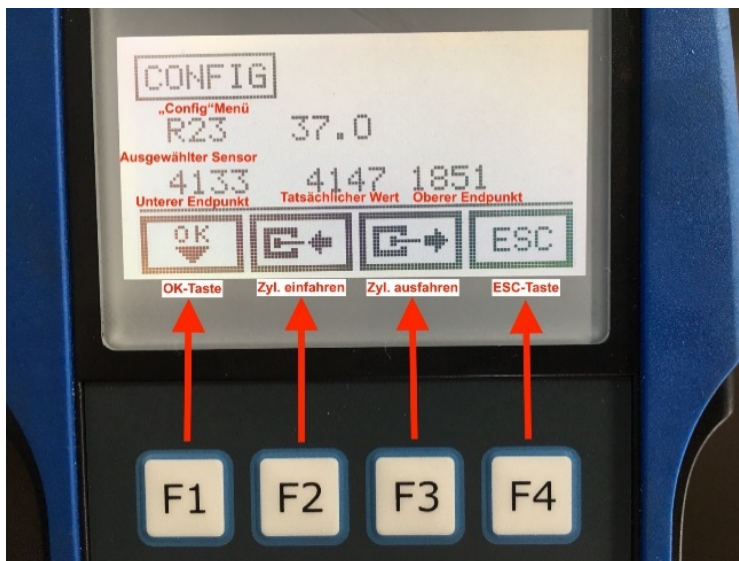 CONFIG
„Config“Menü
R23 37.0
Ausgewählter Sensor
4133 4147 1851
Unterer Endpunkt Tatsächlicher Wert Oberer Endpunkt
OK ESC
OK-Taste Zyl. einfahren Zyl. ausfahren ESC-Taste
F1 F2 F3 F4